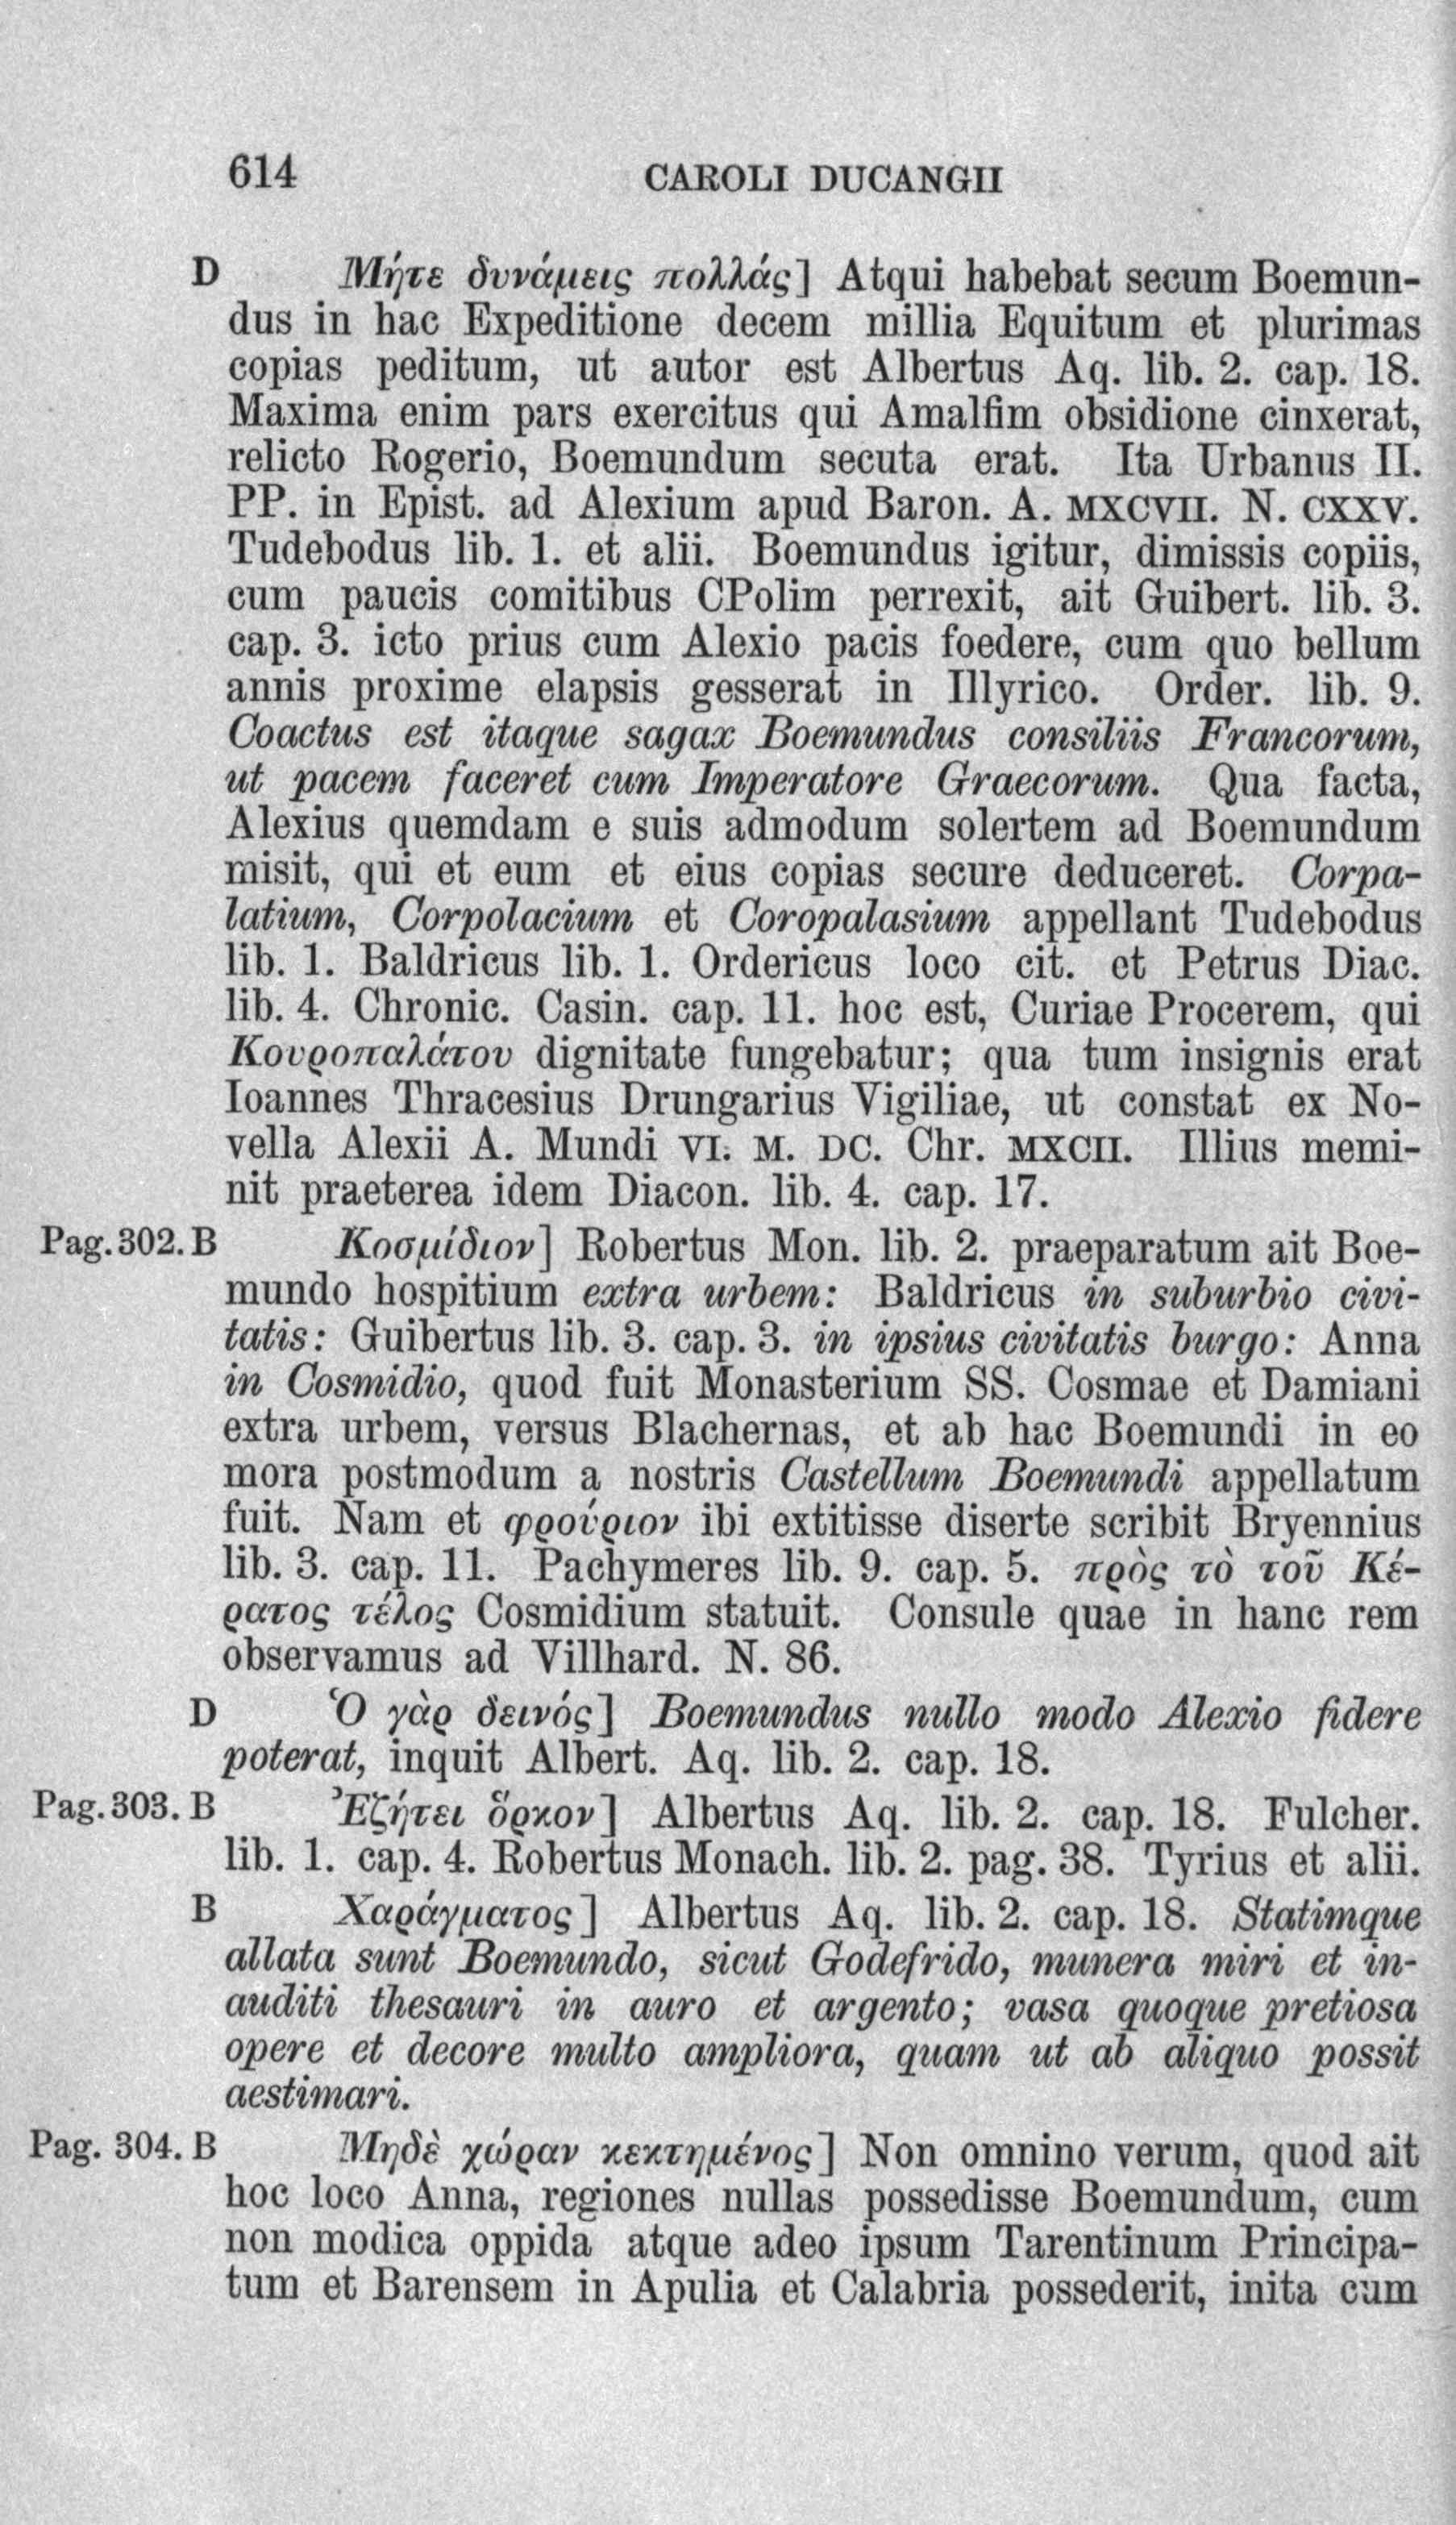 614 CAROLI DUCANGII
D Μήτε δυνάμεις πολλάς] Atqui habebat secum Boemun-
dus in hac Expeditione decem millia Equitum et plurimas
copias peditum, ut autor est Albertus Aq. lib. 2. cap. 18.
Maxima enim pars exercitus qui Amalfim obsidione cinxerat,
relicto Rogerio, Boemundum secuta erat. Ita Urbanus II.
PP. in Epist. ad Alexium apud Baron. A. MXCVII. N. CXXV.
Tudebodus lib. 1. et alii. Boemundus igitur, dimissis copiis,
cum paucis comitibus CPolim perrexit, ait Guibert. lib. 3.
cap. 3. icto prius cum Alexio pacis foedere, cum quo bellum
annis proxime elapsis gesserat in Illyrico. Order. lib. 9.
Coactus est itaque sagax Boemundus consiliis Francorum,
ut pacem faceret cum Imperatore Graecorum. Qua facta,
Alexius quemdam e suis admodum solertem ad Boemundum
misit, qui et eum et eius copias secure deduceret. Corpa-
latium, Corpolacium et Coropalasium appellant Tudebodus
lib. 1. Baldricus lib. 1. Ordericus loco cit. et Petrus Diac.
lib. 4. Chronic. Casin. cap. 11. hoc est, Curiae Procerem, qui
Κουροπαλάτου dignitate fungebatur; qua tum insignis erat
Ioannes Thracesius Drungarius Vigiliae, ut constat ex No-
vella Alexii A. Mundi VI. M. DC. Chr. MXCII. Illius memi-
nit praeterea idem Diacon. lib. 4. cap. 17.
Pag. 302. B Κοσμίδιον] Robertus Mon. lib. 2. praeparatum ait Boe-
mundo hospitium extra urbem: Baldricus in suburbio civi-
tatis: Guibertus lib. 3. cap. 3. in ipsius civitatis burgo: Anna
in Cosmidio, quod fuit Monasterium SS. Cosmae et Damiani
extra urbem, versus Blachernas, et ab hac Boemundi in eo
mora postmodum a nostris Castellum Boemundi appellatum
fuit. Nam et φρούριον ibi extitisse diserte scribit Bryennius
lib. 3. cap. 11. Pachymeres lib. 9. cap. 5. πρὸς τὸ τοῦ Κέ-
ρατος τέλος Cosmidium statuit. Consule quae in hanc rem
observamus ad Villhard. N. 86.
D Ὁ γὰρ δεινός] Boemundus nullo modo Alexio fidere
poterat, inquit Albert. Aq. lib. 2. cap. 18.
Pag. 303. B Ἐζήτει ὅρκον] Albertus Aq. lib. 2. cap. 18. Fulcher.
lib. 1. cap. 4. Robertus Monach. lib. 2. pag. 38. Tyrius et alii.
B Χαράγματος] Albertus Aq. lib. 2. cap. 18. Statimque
allata sunt Boemundo, sicut Godefrido, munera miri et in-
auditi thesauri in auro et argento; vasa quoque pretiosa
opere et decore multo ampliora, quam ut ab aliquo possit
aestimari.
Pag. 304. B Μηδὲ χώραν κεκτημένος] Non omnino verum, quod ait
hoc loco Anna, regiones nullas possedisse Boemundum, cum
non modica oppida atque adeo ipsum Tarentinum Principa-
tum et Barensem in Apulia et Calabria possederit, inita cum